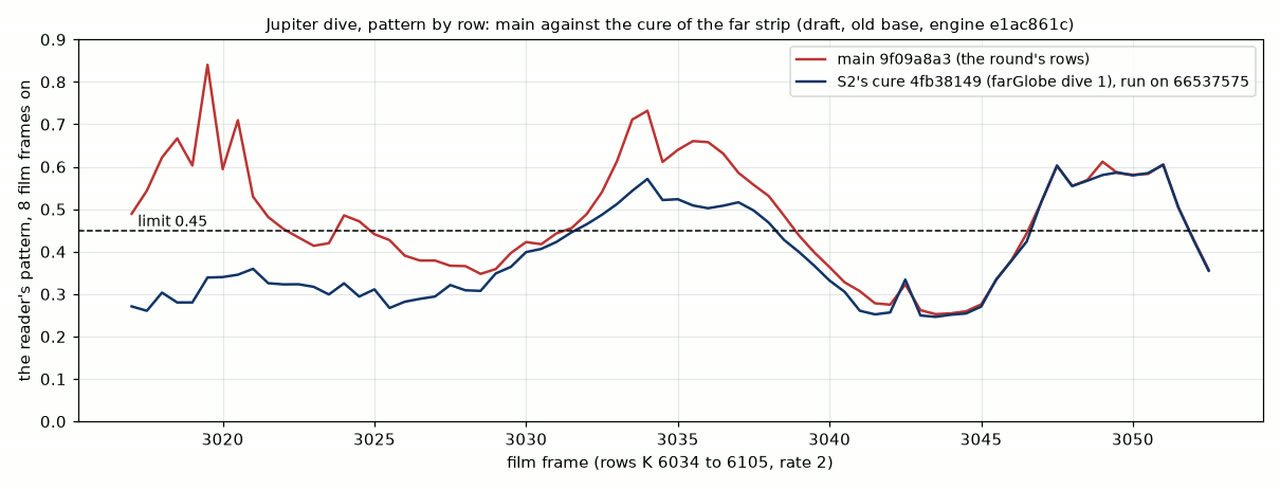 Jupiter dive, pattern by row: main against the cure of the far strip (draft, old base, engine e1ac861c)
the reader's pattern, 8 film frames on
0.9
0.8
0.7
0.6
0.5
0.4
0.3
0.2
0.1
0.0
main 9f09a8a3 (the round's rows)
S2's cure 4fb38149 (farGlobe dive 1), run on 66537575
limit 0.45
3020
3025
3030
3035
3040
3045
3050
film frame (rows K 6034 to 6105, rate 2)